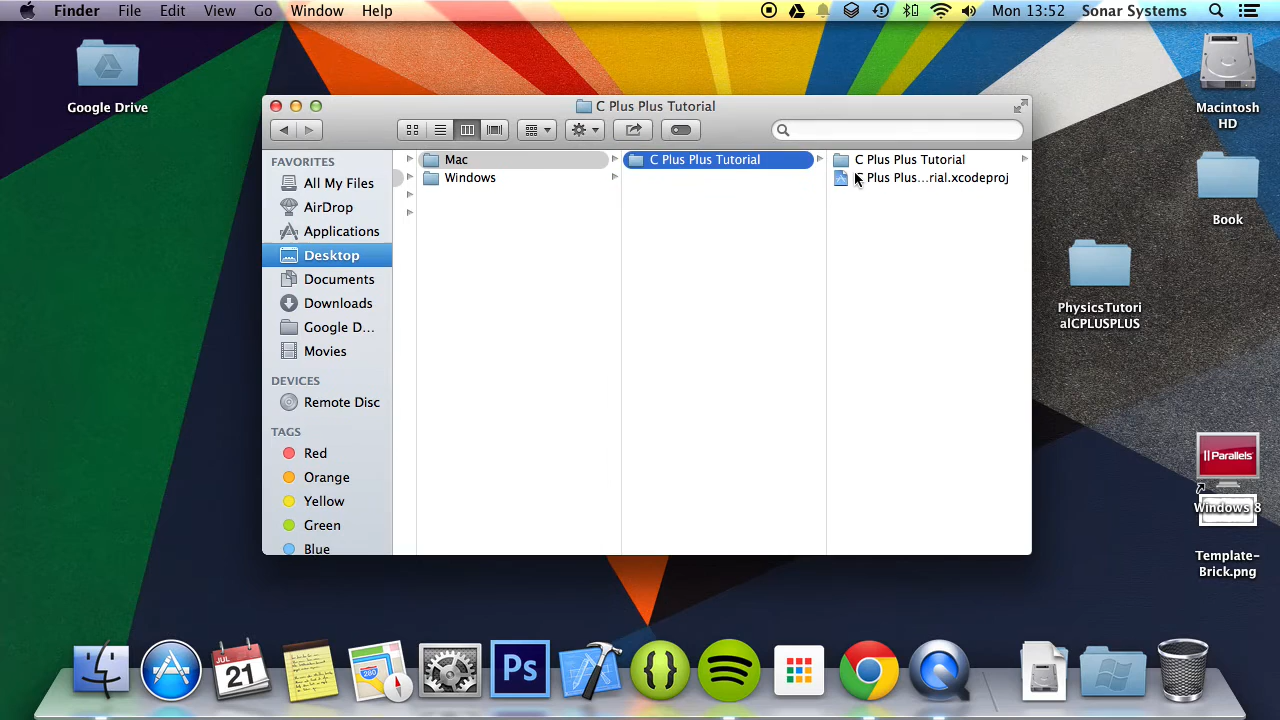 Finder File Edit View Go Window Help Mon 13:52 Sonar Systems
Google Drive
Macintosh
HD
Book
PhysicsTutori
alCPLUSPLUS
|| Parallels
Windows 8
Template-
Brick.png
C Plus Plus Tutorial
FAVORITES
All My Files
AirDrop
Applications
Desktop
Documents
Downloads
Google D...
Movies
DEVICES
Remote Disc
TAGS
Red
Orange
Yellow
Green
Blue
Mac
Windows
C Plus Plus Tutorial
C Plus Plus Tutorial
Plus Plus...rial.xcodeproj
JUL
21
280
Ps
{}